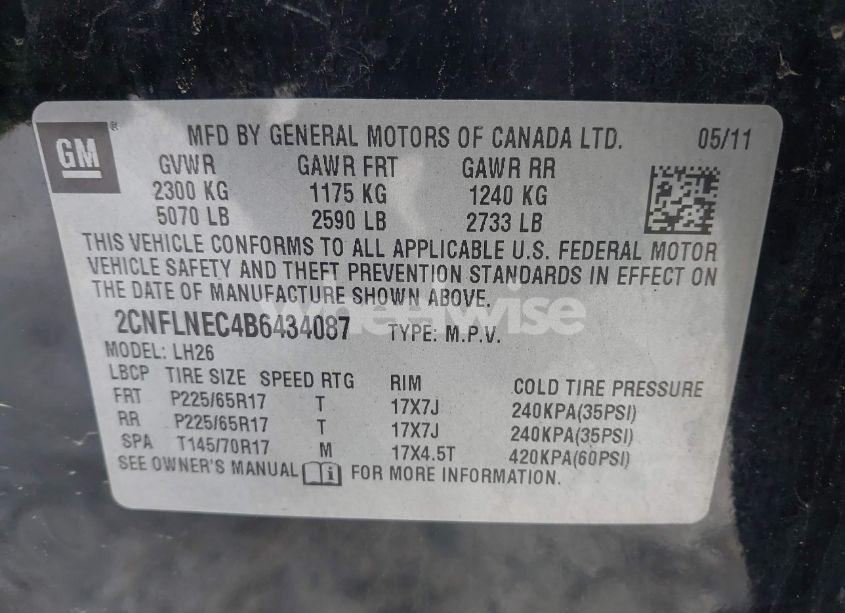 GM ®
MFD BY GENERAL MOTORS OF CANADA LTD. 05/11
GVWR GAWR FRT GAWR RR
2300 KG 1175 KG 1240 KG
5070 LB 2590 LB 2733 LB
THIS VEHICLE CONFORMS TO ALL APPLICABLE U.S. FEDERAL MOTOR
VEHICLE SAFETY AND THEFT PREVENTION STANDARDS IN EFFECT ON
THE DATE OF MANUFACTURE SHOWN ABOVE.
wheelwise
2CNFLNEC4B6434087 TYPE: M.P.V.
MODEL: LH26
LBCP TIRE SIZE SPEED RTG RIM COLD TIRE PRESSURE
FRT P225/65R17 T 17X7J 240KPA(35PSI)
RR P225/65R17 T 17X7J 240KPA(35PSI)
SPA T145/70R17 M 17X4.5T 420KPA(60PSI)
SEE OWNER'S MANUAL i FOR MORE INFORMATION.